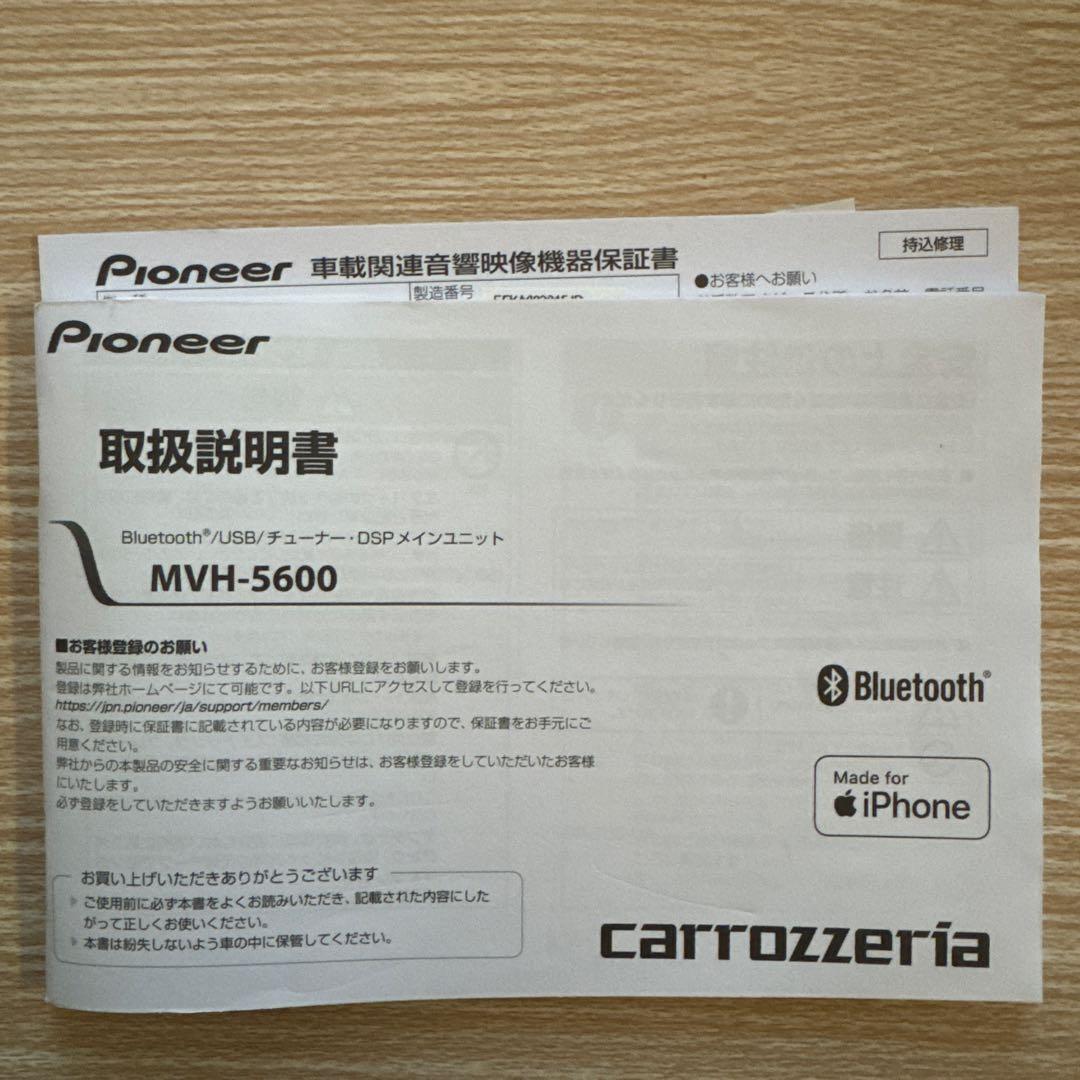 持込修理
Pioneer 車載関連音響映像機器保証書
製造番号
●お客様へお願い
Pioneer
取扱説明書
Bluetooth®/USB/チューナー・DSPメインユニット
MVH-5600
■お客様登録のお願い
製品に関する情報をお知らせするために、お客様登録をお願いします。
登録は弊社ホームページにて可能です。以下URLにアクセスして登録を行ってください。
https://jpn.pioneer/ja/support/members/
なお、登録時に保証書に記載されている内容が必要になりますので、保証書をお手元にご
用意ください。
弊社からの本製品の安全に関する重要なお知らせは、お客様登録をしていただいたお客様
にいたします。
必ず登録をしていただきますようお願いいたします。
Bluetooth®
Made for
iPhone
お買い上げいただきありがとうございます
ご使用前に必ず本書をよくお読みいただき、記載された内容にした
がって正しくお使いください。
本書は紛失しないよう車の中に保管してください。
carrozzeria